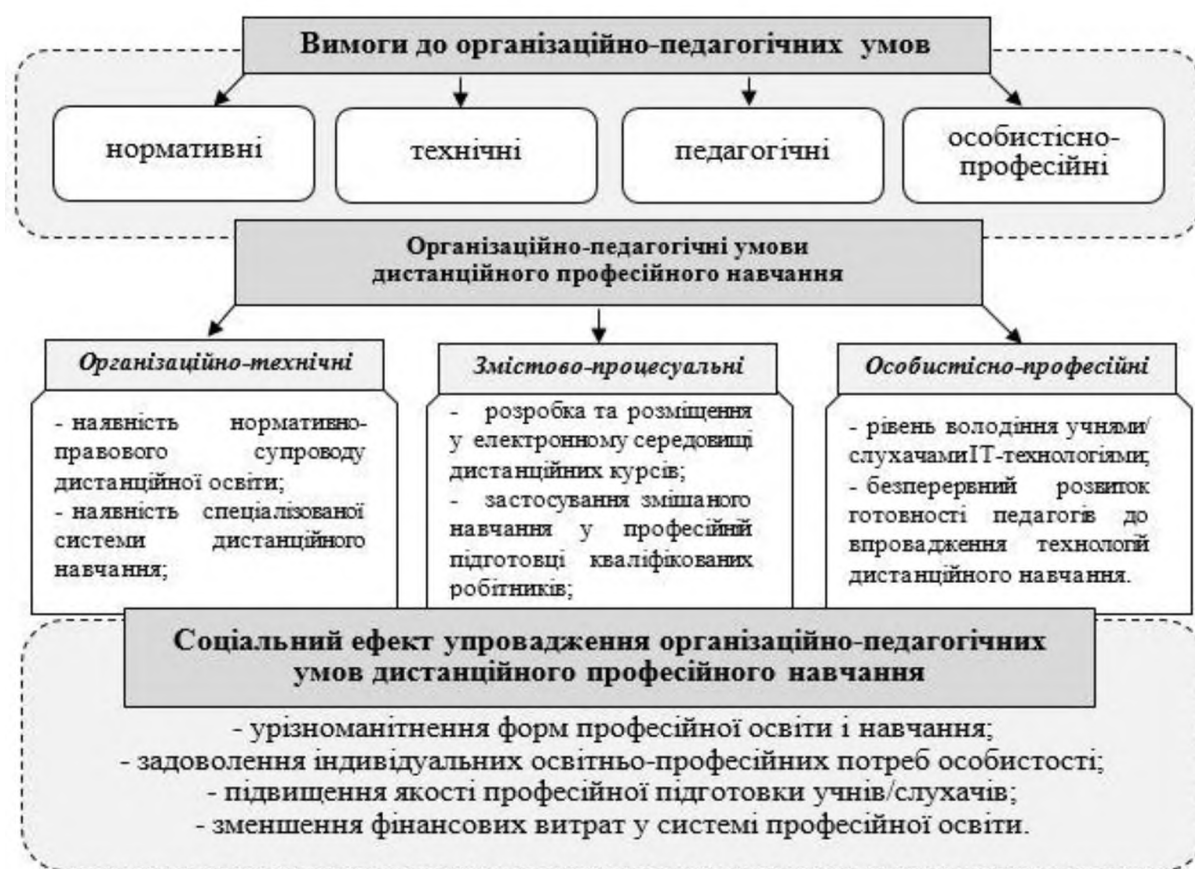 Вимоги до організаційно-педагогічних умов
нормативні
технічні
педагогічні
особистісно-
професійні
Організаційно-педагогічні умови
дистанційного професійного навчання
Організаційно-технічні
- наявність нормативно-
правового супроводу
дистанційної освіти;
- наявність спеціалізованої
системи дистанційного
навчання;
Змістово-процесуальні
- розробка та розміщення
у електронному середовищі
дистанційних курсів;
- застосування змішаного
навчання у професійній
підготовці кваліфікованих
робітників;
Особистісно-професійні
- рівень володіння учнями/
слухачами ІТ-технологіями;
- безперервний розвиток
готовності педагогів до
впровадження технологій
дистанційного навчання.
Соціальний ефект упровадження організаційно-педагогічних
умов дистанційного професійного навчання
- урізноманітнення форм професійної освіти і навчання;
- задоволення індивідуальних освітньо-професійних потреб особистості;
- підвищення якості професійної підготовки учнів/слухачів;
- зменшення фінансових витрат у системі професійної освіти.